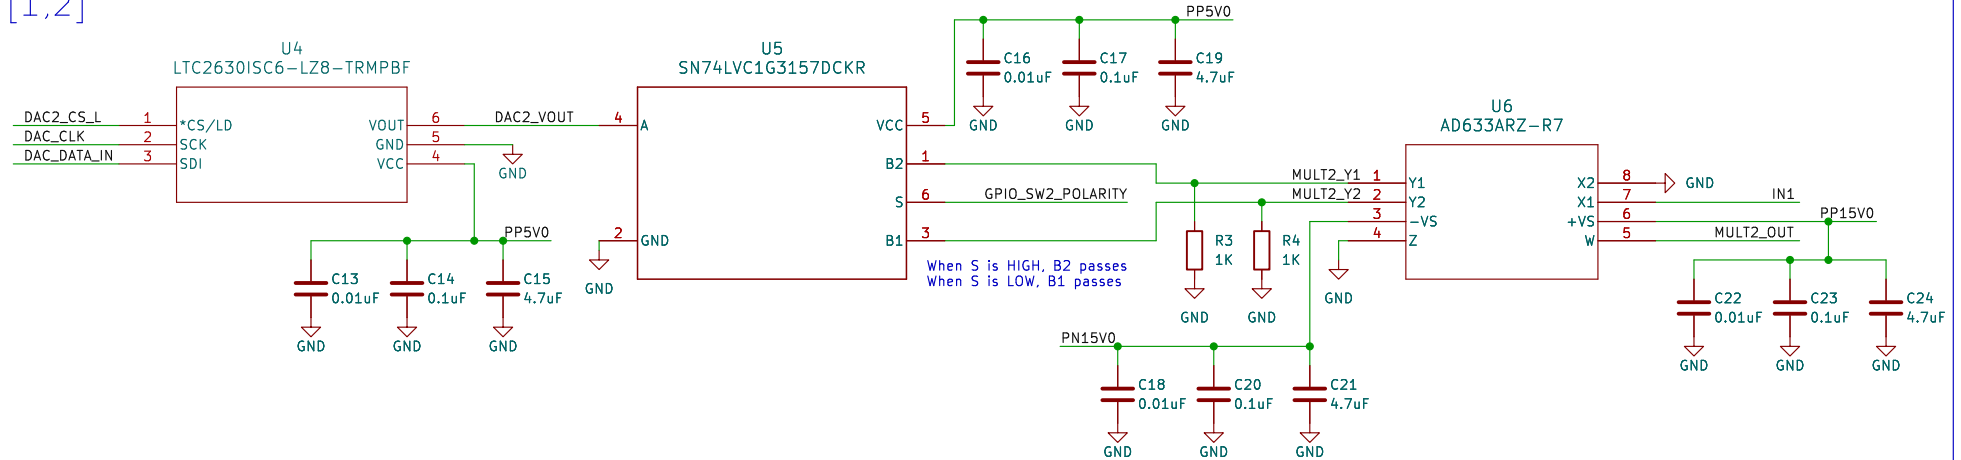 [1,2]
U4
LTC2630ISC6-LZ8-TRMPBF
DAC2_CS_L 1 *CS/LD
DAC_CLK 2 SCK
DAC_DATA_IN 3 SDI
VOUT 6 DAC2_VOUT
GND 5
VCC 4
GND
PP5V0
C13
0.01uF
GND
C14
0.1uF
GND
C15
4.7uF
GND
U5
SN74LVC1G3157DCKR
4 A
2 GND
GND
VCC 5
B2 1
S 6 GPIO_SW2_POLARITY
B1 3
When S is HIGH, B2 passes
When S is LOW, B1 passes
PP5V0
C16
0.01uF
GND
C17
0.1uF
GND
C19
4.7uF
GND
R3
1K
GND
R4
1K
GND
PN15V0
C18
0.01uF
GND
C20
0.1uF
GND
C21
4.7uF
GND
U6
AD633ARZ-R7
MULT2_Y1 1 Y1
MULT2_Y2 2 Y2
3 -VS
4 Z
GND
X2 8 GND
X1 7 IN1
+VS 6 PP15V0
W 5 MULT2_OUT
C22
0.01uF
GND
C23
0.1uF
GND
C24
4.7uF
GND